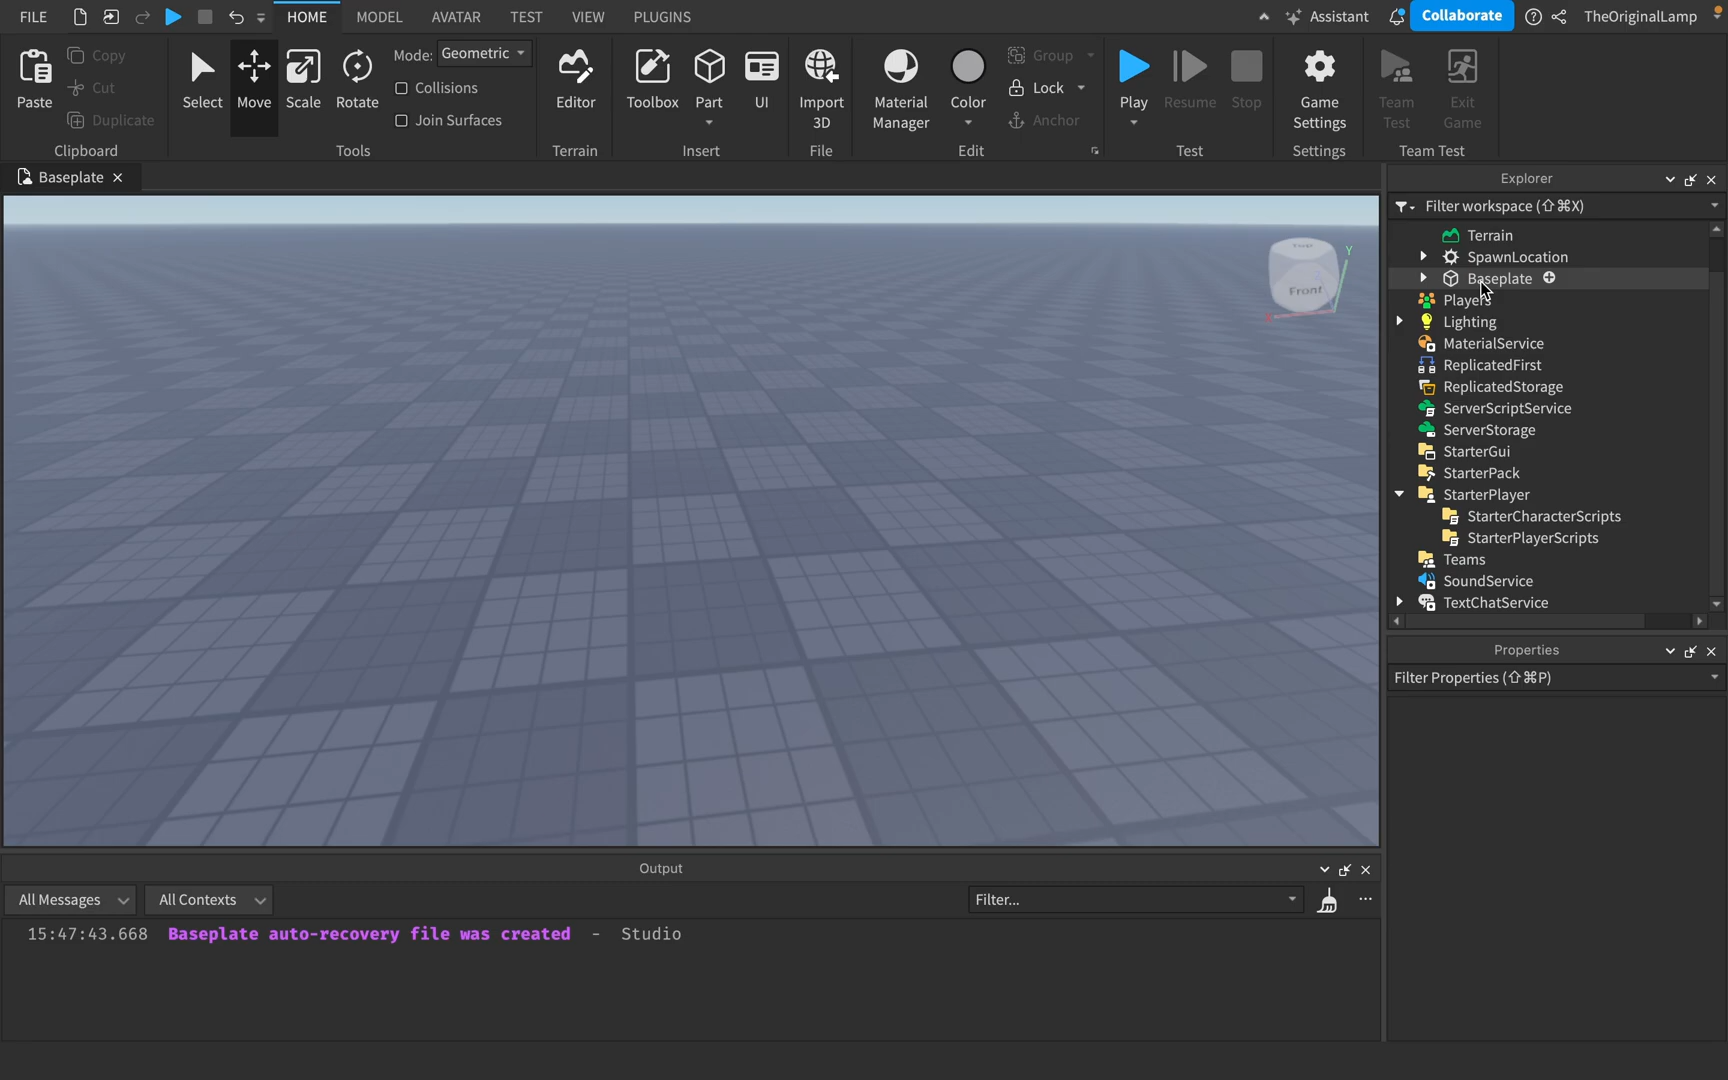 FILE HOME MODEL AVATAR TEST VIEW PLUGINS Assistant Collaborate TheOriginalLamp
Paste Copy Cut Duplicate
Clipboard
Select Move Scale Rotate Mode: Geometric
Collisions
Join Surfaces
Tools
Editor
Terrain
Toolbox Part UI
Insert
Import
3D
File
Material
Manager
Color
Group
Lock
Anchor
Edit
Play Resume Stop
Test
Game
Settings
Settings
Team
Test
Exit
Game
Team Test
Baseplate
Top
Front
Y
Explorer
Filter workspace (⇧⌘X)
Terrain
SpawnLocation
Baseplate
Players
Lighting
MaterialService
ReplicatedFirst
ReplicatedStorage
ServerScriptService
ServerStorage
StarterGui
StarterPack
StarterPlayer
StarterCharacterScripts
StarterPlayerScripts
Teams
SoundService
TextChatService
Properties
Filter Properties (⇧⌘P)
Output
All Messages All Contexts Filter...
15:47:43.668 Baseplate auto-recovery file was created - Studio